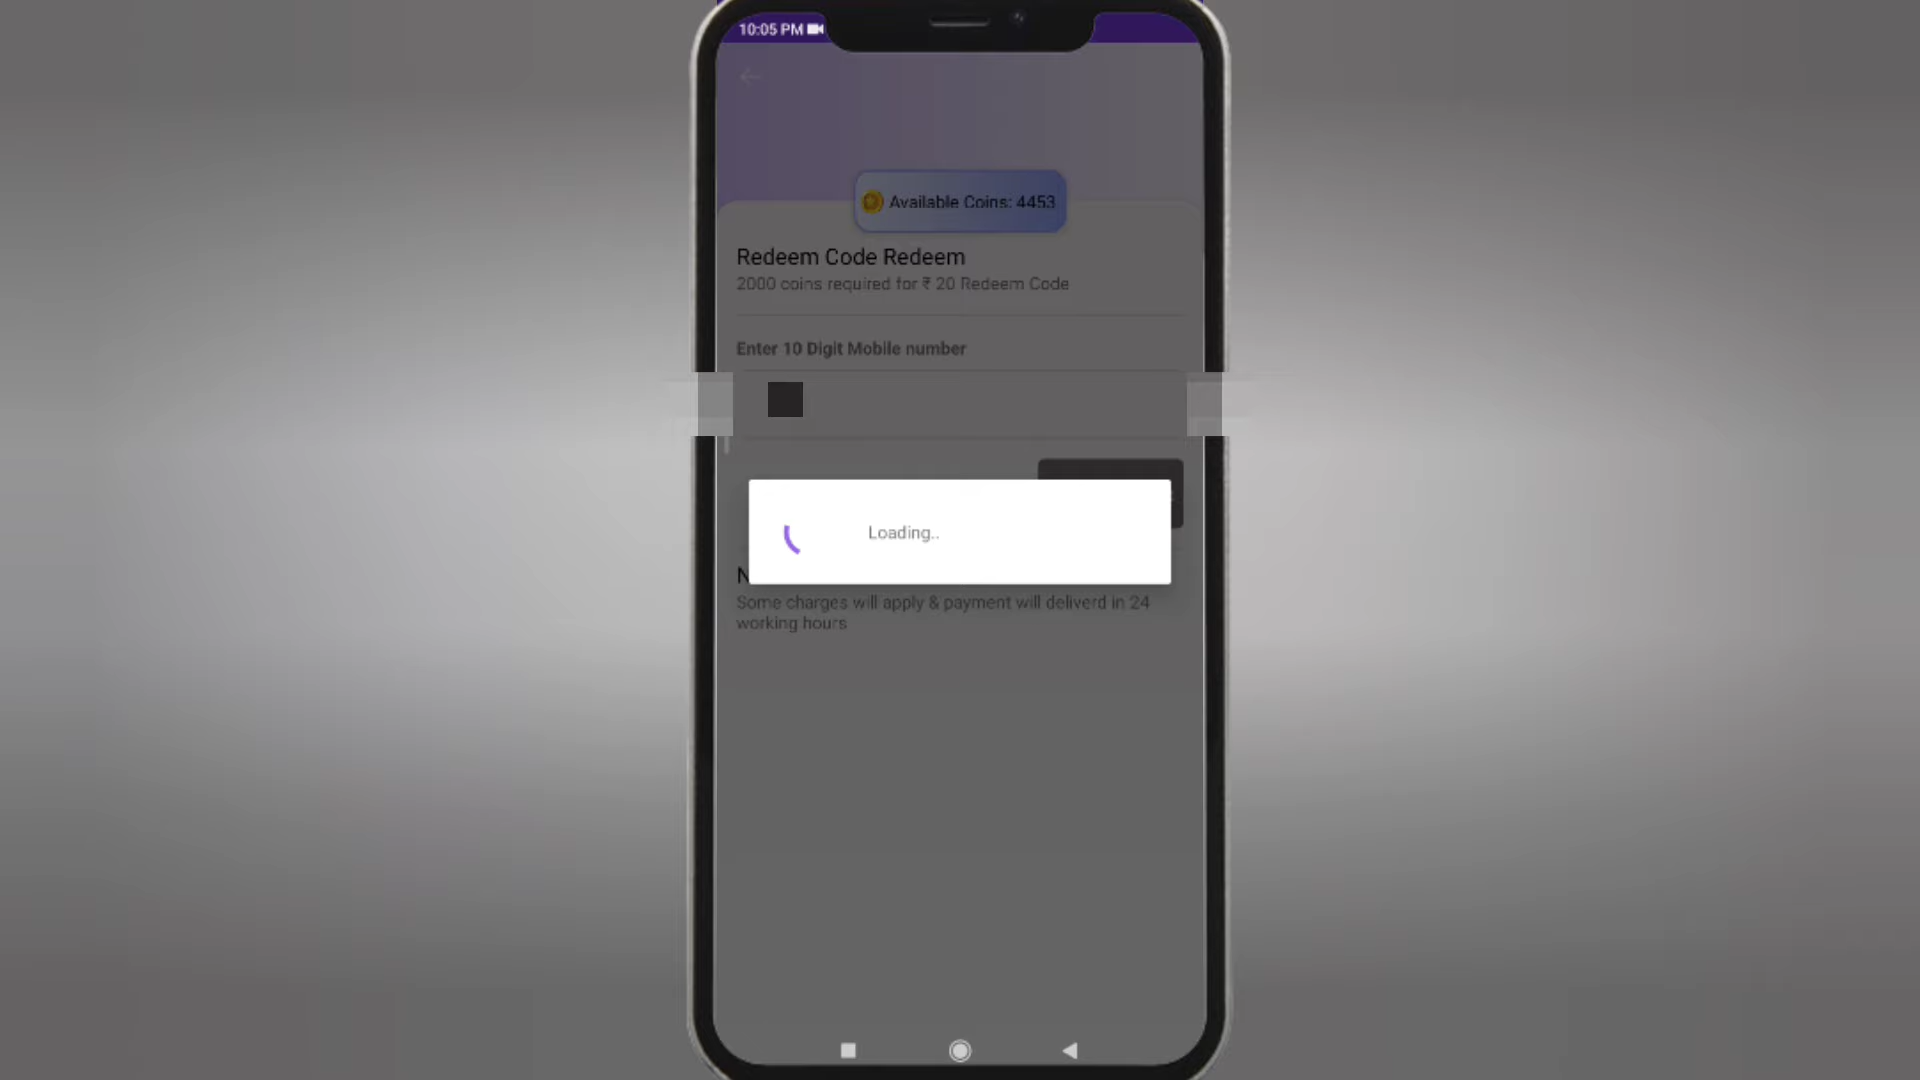 10:05 PM
Available Coins: 4453
Redeem Code Redeem
2000 coins required for ₹ 20 Redeem Code
Enter 10 Digit Mobile number
Loading..
N
Some charges will apply & payment will deliverd in 24
working hours